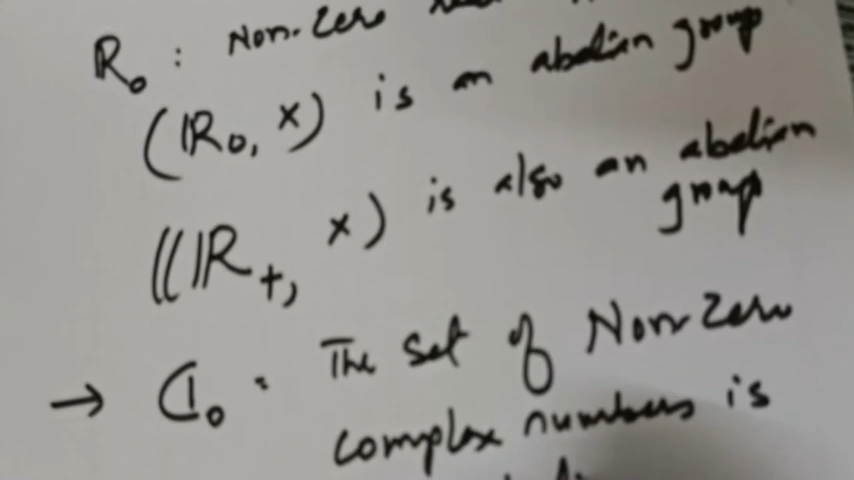 R₀ : Non-Zero
(ℝ₀, ×) is an abelian group
((ℝ₊, ×) is also an abelian
group
→ ℂ₀ : The set of Non-Zero
complex numbers is